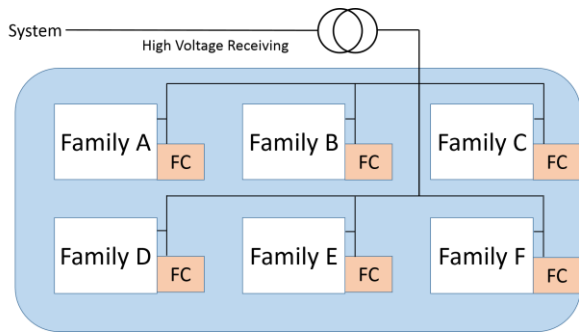 System
High Voltage Receiving
Family A
FC
Family B
FC
Family C
FC
Family D
FC
Family E
FC
Family F
FC